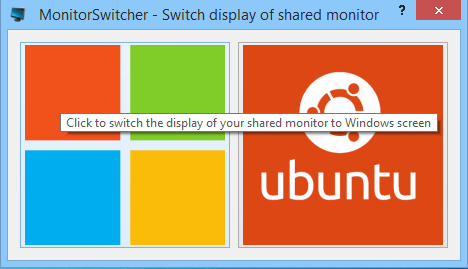 MonitorSwitcher - Switch display of shared monitor
?
Click to switch the display of your shared monitor to Windows screen
ubuntu